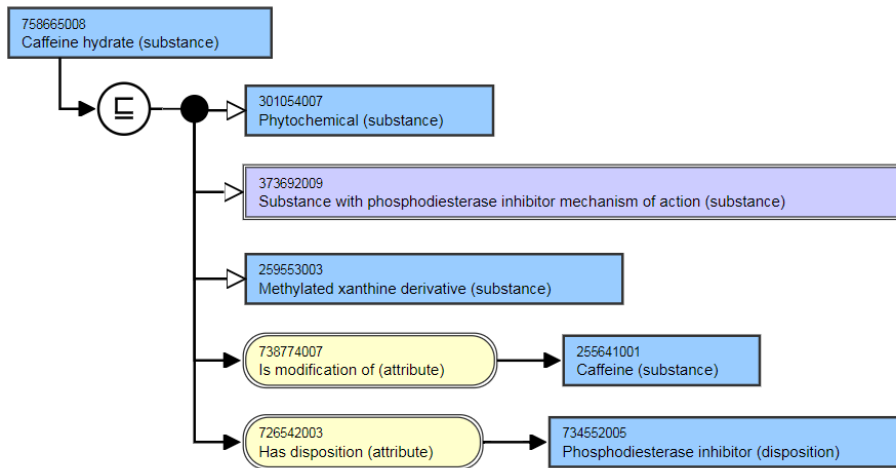 758665008
Caffeine hydrate (substance)
⊑
301054007
Phytochemical (substance)
373692009
Substance with phosphodiesterase inhibitor mechanism of action (substance)
259553003
Methylated xanthine derivative (substance)
738774007
Is modification of (attribute)
255641001
Caffeine (substance)
726542003
Has disposition (attribute)
734552005
Phosphodiesterase inhibitor (disposition)